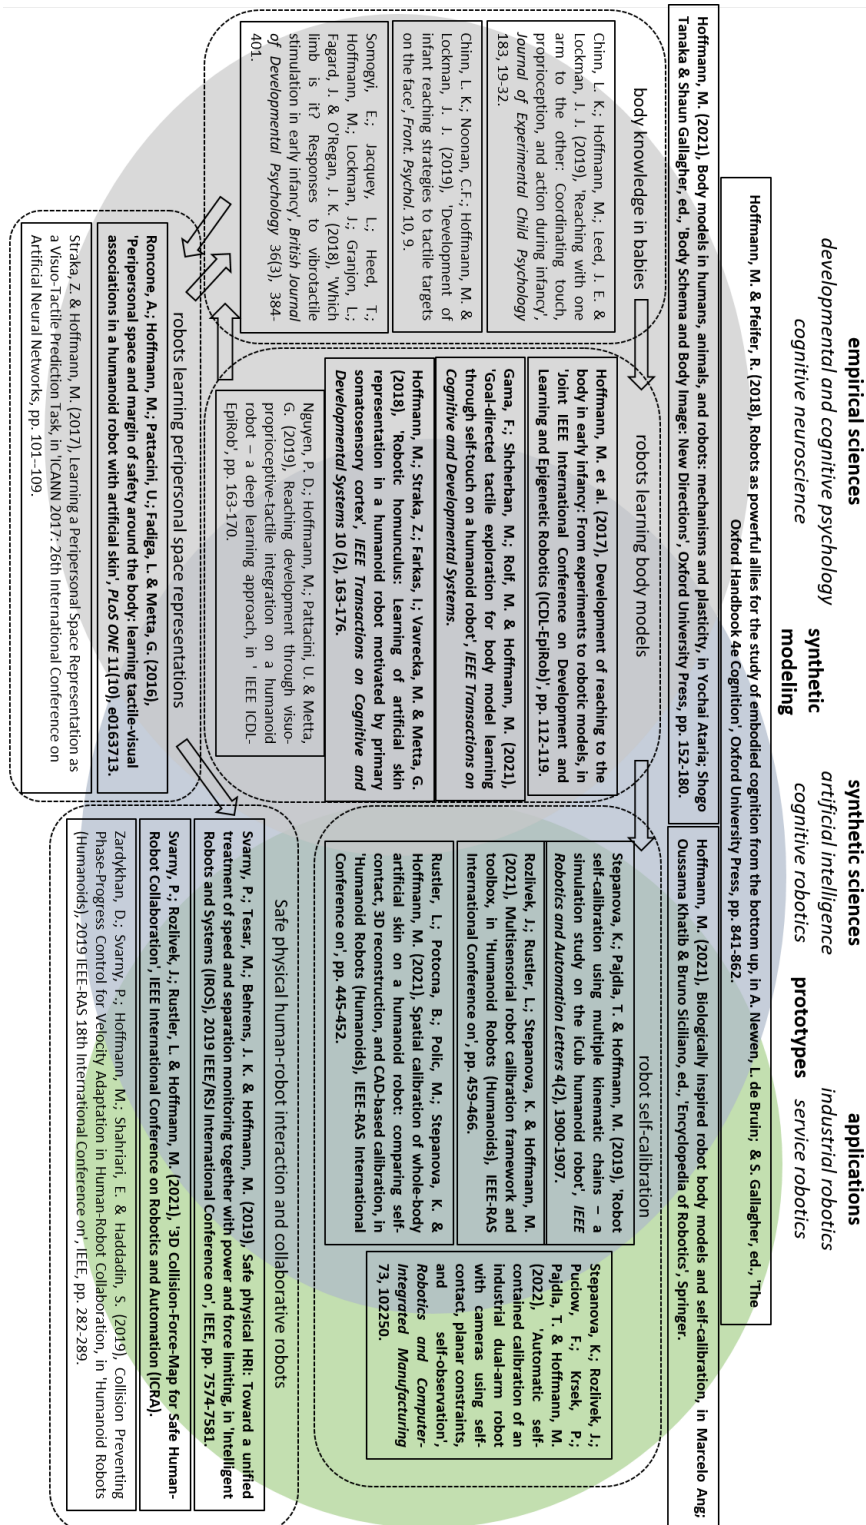 empirical sciences
developmental and cognitive psychology
cognitive neuroscience
synthetic
modeling
synthetic sciences
artificial intelligence
cognitive robotics
prototypes
applications
industrial robotics
service robotics
Hoffmann, M. & Pfeifer, R. (2018), Robots as powerful allies for the study of embodied cognition from the bottom up, in A. Newen, L. de Bruin; & S. Gallagher, ed., 'The
Oxford Handbook 4e Cognition', Oxford University Press, pp. 841-862.
Hoffmann, M. (2021), Body models in humans, animals, and robots: mechanisms and plasticity, in Yochai Ataria; Shogo
Tanaka & Shaun Gallagher, ed., 'Body Schema and Body Image: New Directions', Oxford University Press, pp. 152-180.
Hoffmann, M. (2021), Biologically inspired robot body models and self-calibration, in Marcelo Ang;
Oussama Khatib & Bruno Siciliano, ed., 'Encyclopedia of Robotics', Springer.
body knowledge in babies
Chinn, L. K.; Hoffmann, M.; Leed, J. E. &
Lockman, J. J. (2019), 'Reaching with one
arm to the other: Coordinating touch,
proprioception, and action during infancy',
Journal of Experimental Child Psychology
183, 19-32.
Chinn, L. K.; Noonan, C.F.; Hoffmann, M. &
Lockman, J. J. (2019), 'Development of
infant reaching strategies to tactile targets
on the face', Front. Psychol. 10, 9.
Somogyi, E.; Jacquey, L.; Heed, T.;
Hoffmann, M.; Lockman, J.; Granjon, L.;
Fagard, J. & O'Regan, J. K. (2018), 'Which
limb is it? Responses to vibrotactile
stimulation in early infancy', British Journal
of Developmental Psychology 36(3), 384-
401.
robots learning body models
Hoffmann, M. et al. (2017), Development of reaching to the
body in early infancy: From experiments to robotic models, in
'Joint IEEE International Conference on Development and
Learning and Epigenetic Robotics (ICDL-EpiRob)', pp. 112-119.
Gama, F.; Shcherban, M.; Rolf, M. & Hoffmann, M. (2021),
'Goal-directed tactile exploration for body model learning
through self-touch on a humanoid robot', IEEE Transactions on
Cognitive and Developmental Systems.
Hoffmann, M.; Straka, Z.; Farkas, I.; Vavrecka, M. & Metta, G.
(2018), 'Robotic homunculus: Learning of artificial skin
representation in a humanoid robot motivated by primary
somatosensory cortex', IEEE Transactions on Cognitive and
Developmental Systems 10 (2), 163-176.
Nguyen, P. D.; Hoffmann, M.; Pattacini, U. & Metta,
G. (2019), Reaching development through visuo-
proprioceptive-tactile integration on a humanoid
robot – a deep learning approach, in ' IEEE ICDL-
EpiRob', pp. 163-170.
robot self-calibration
Stepanova, K.; Pajdla, T. & Hoffmann, M. (2019), 'Robot
self-calibration using multiple kinematic chains – a
simulation study on the iCub humanoid robot', IEEE
Robotics and Automation Letters 4(2), 1900-1907.
Rozlivek, J.; Rustler, L.; Stepanova, K. & Hoffmann, M.
(2021), Multisensorial robot calibration framework and
toolbox, in 'Humanoid Robots (Humanoids), IEEE-RAS
International Conference on', pp. 459-466.
Rustler, L.; Potocna, B.; Polic, M.; Stepanova, K. &
Hoffmann, M. (2021), Spatial calibration of whole-body
artificial skin on a humanoid robot: comparing self-
contact, 3D reconstruction, and CAD-based calibration, in
'Humanoid Robots (Humanoids), IEEE-RAS International
Conference on', pp. 445-452.
Stepanova, K.; Rozlivek, J.;
Puciow, F.; Krsek, P.;
Pajdla, T. & Hoffmann, M.
(2022), 'Automatic self-
contained calibration of an
industrial dual-arm robot
with cameras using self-
contact, planar constraints,
and self-observation',
Robotics and Computer-
Integrated Manufacturing
73, 102250.
robots learning peripersonal space representations
Roncone, A.; Hoffmann, M.; Pattacini, U.; Fadiga, L. & Metta, G. (2016),
'Peripersonal space and margin of safety around the body: learning tactile-visual
associations in a humanoid robot with artificial skin', PLoS ONE 11(10), e0163713.
Straka, Z. & Hoffmann, M. (2017), Learning a Peripersonal Space Representation as
a Visuo-Tactile Prediction Task, in 'ICANN 2017: 26th International Conference on
Artificial Neural Networks, pp. 101--109.
Safe physical human-robot interaction and collaborative robots
Svarny, P.; Tesar, M.; Behrens, J. K. & Hoffmann, M. (2019), Safe physical HRI: Toward a unified
treatment of speed and separation monitoring together with power and force limiting, in 'Intelligent
Robots and Systems (IROS), 2019 IEEE/RSJ International Conference on', IEEE, pp. 7574-7581.
Svarny, P.; Rozlivek, J.; Rustler, L. & Hoffmann, M. (2021), '3D Collision-Force-Map for Safe Human-
Robot Collaboration', IEEE International Conference on Robotics and Automation (ICRA).
Zardykhan, D.; Svarny, P.; Hoffmann, M.; Shahriari, E. & Haddadin, S. (2019), Collision Preventing
Phase-Progress Control for Velocity Adaptation in Human-Robot Collaboration, in 'Humanoid Robots
(Humanoids), 2019 IEEE-RAS 18th International Conference on', IEEE, pp. 282-289.